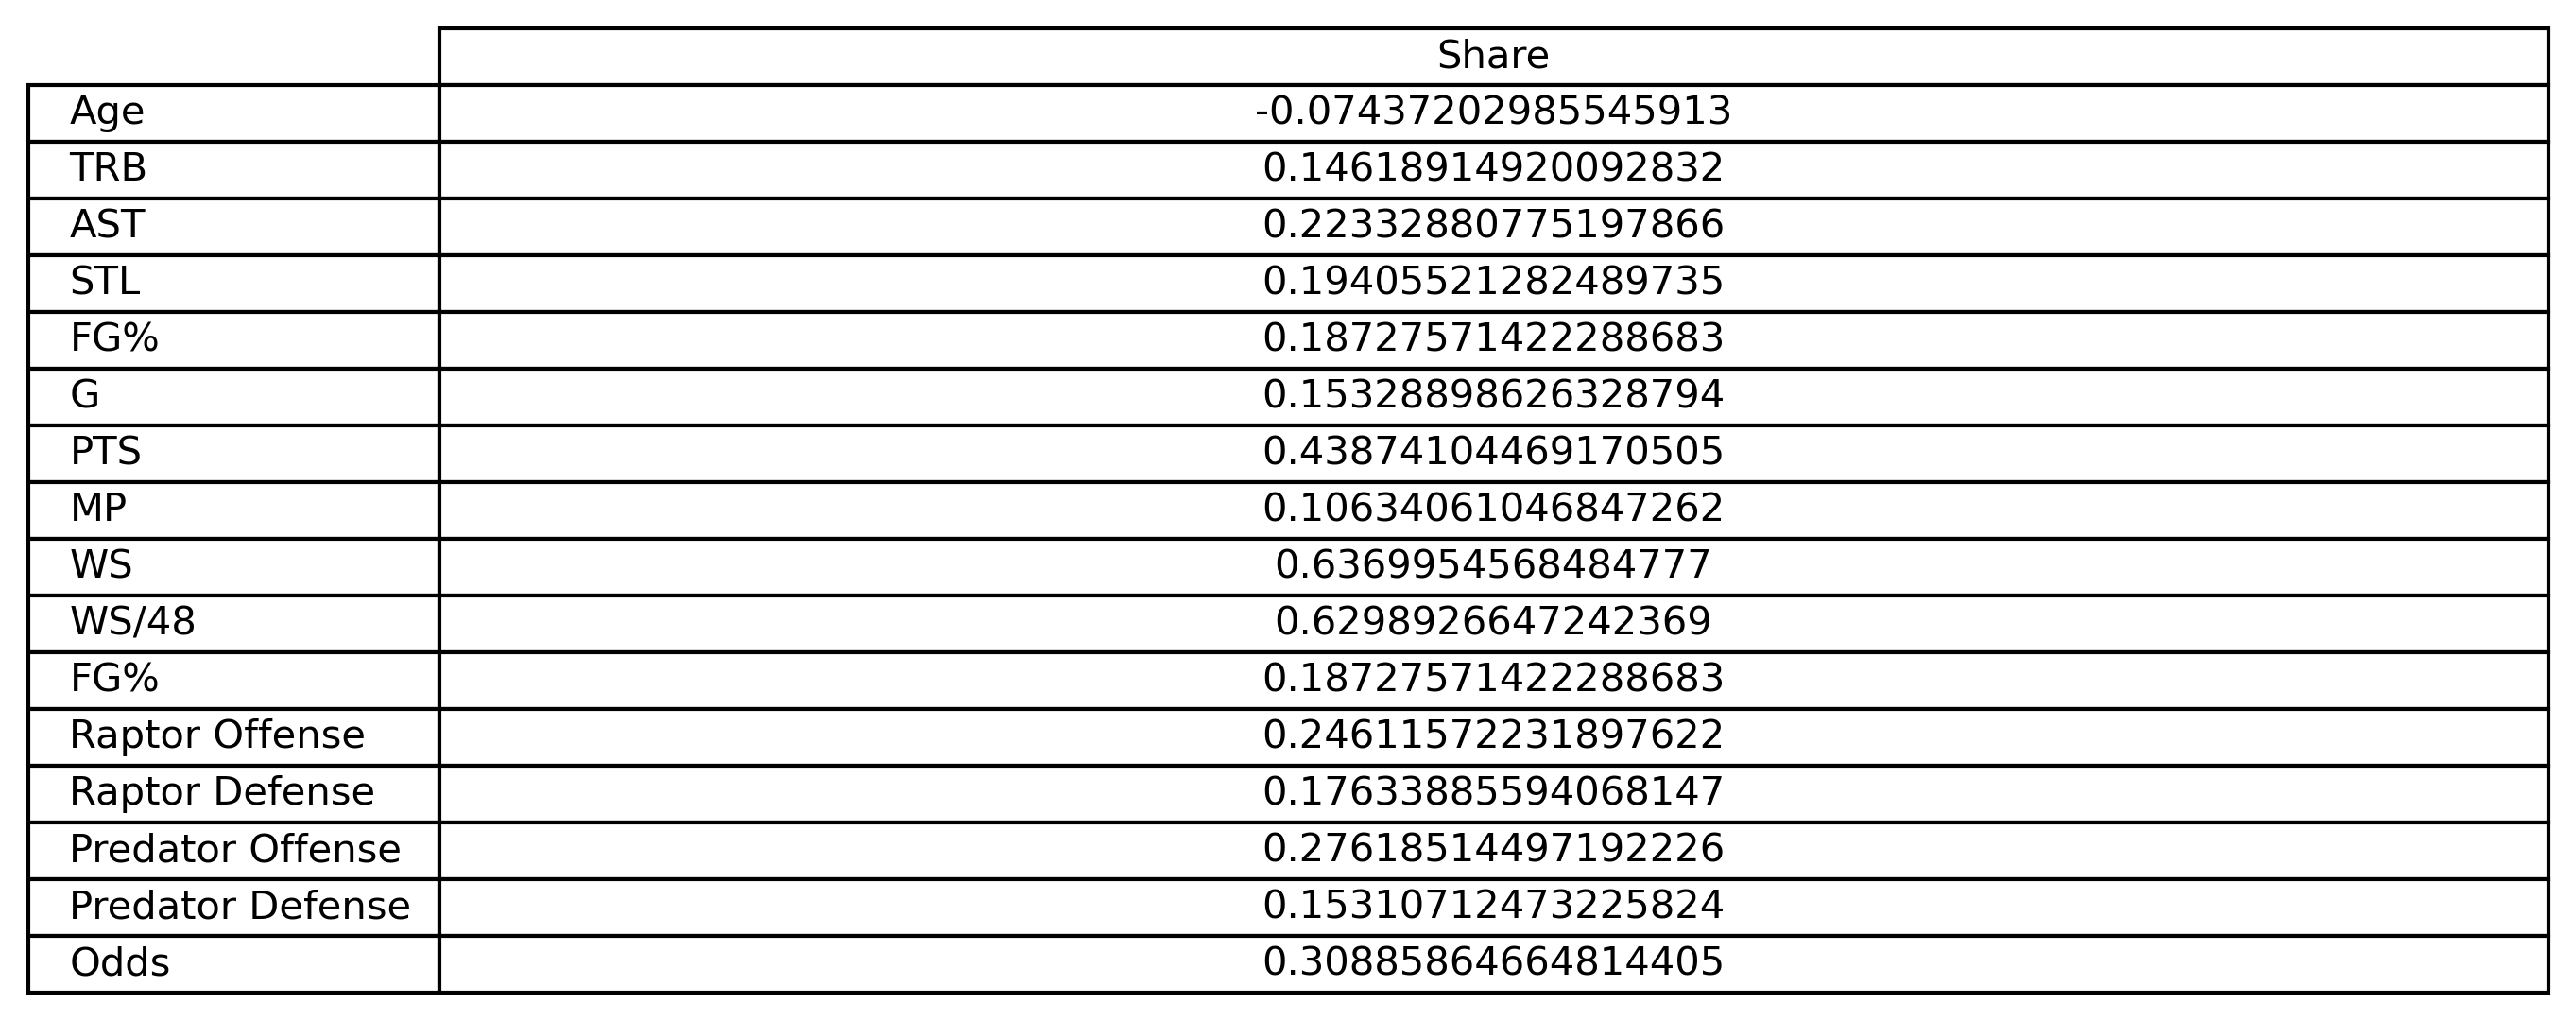 Share
Age -0.07437202985545913
TRB 0.14618914920092832
AST 0.22332880775197866
STL 0.19405521282489735
FG% 0.18727571422288683
G 0.15328898626328794
PTS 0.43874104469170505
MP 0.10634061046847262
WS 0.6369954568484777
WS/48 0.6298926647242369
FG% 0.18727571422288683
Raptor Offense 0.24611572231897622
Raptor Defense 0.17633885594068147
Predator Offense 0.27618514497192226
Predator Defense 0.15310712473225824
Odds 0.30885864664814405